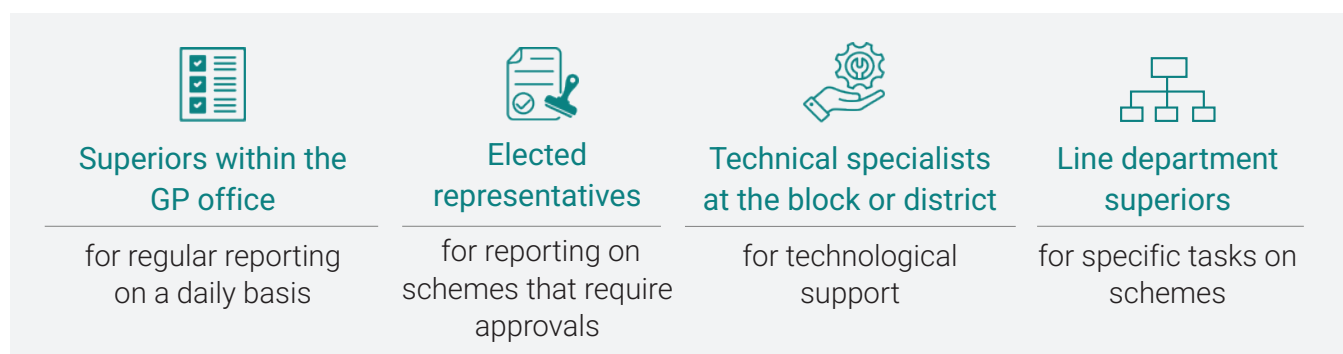 Superiors within the
GP office
for regular reporting
on a daily basis
Elected
representatives
for reporting on
schemes that require
approvals
Technical specialists
at the block or district
for technological
support
Line department
superiors
for specific tasks on
schemes